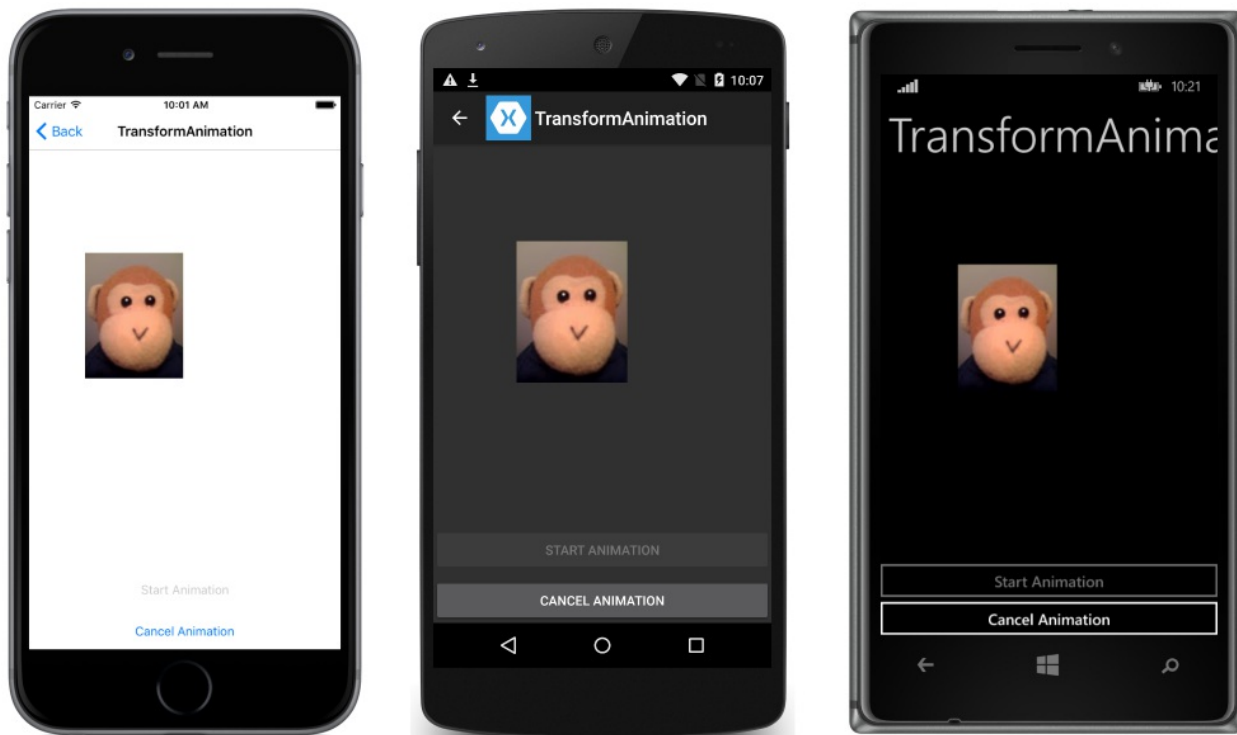 Carrier 10:01 AM
Back TransformAnimation
Start Animation
Cancel Animation
10:07
TransformAnimation
START ANIMATION
CANCEL ANIMATION
10:21
TransformAnima
Start Animation
Cancel Animation